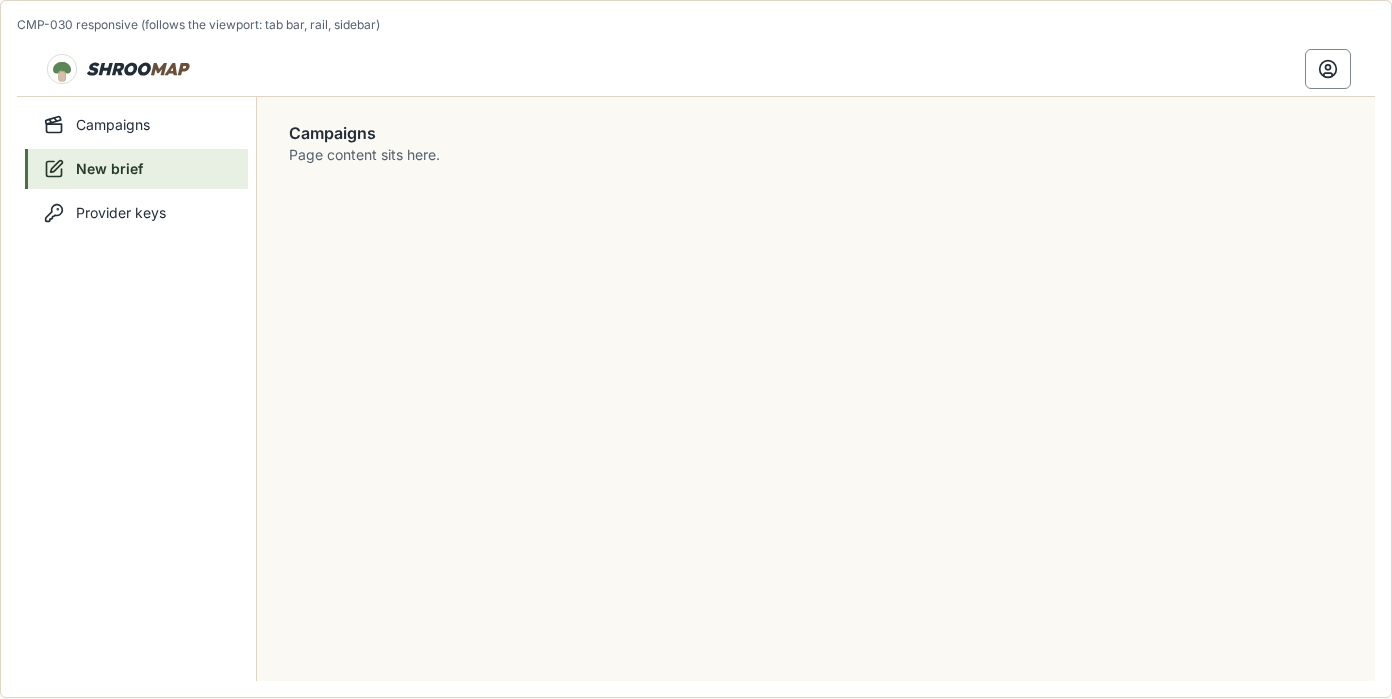 CMP-030 responsive (follows the viewport: tab bar, rail, sidebar)
SHROOMAP
Campaigns
New brief
Provider keys
Campaigns
Page content sits here.